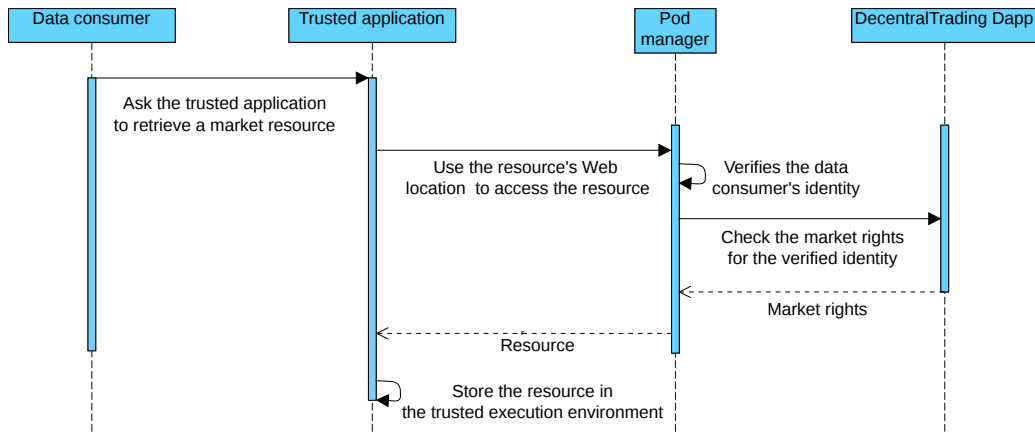 Data consumer
Trusted application
Pod
manager
DecentralTrading Dapp
Ask the trusted application
to retrieve a market resource
Use the resource's Web
location to access the resource
Verifies the data
consumer's identity
Check the market rights
for the verified identity
Market rights
Resource
Store the resource in
the trusted execution environment